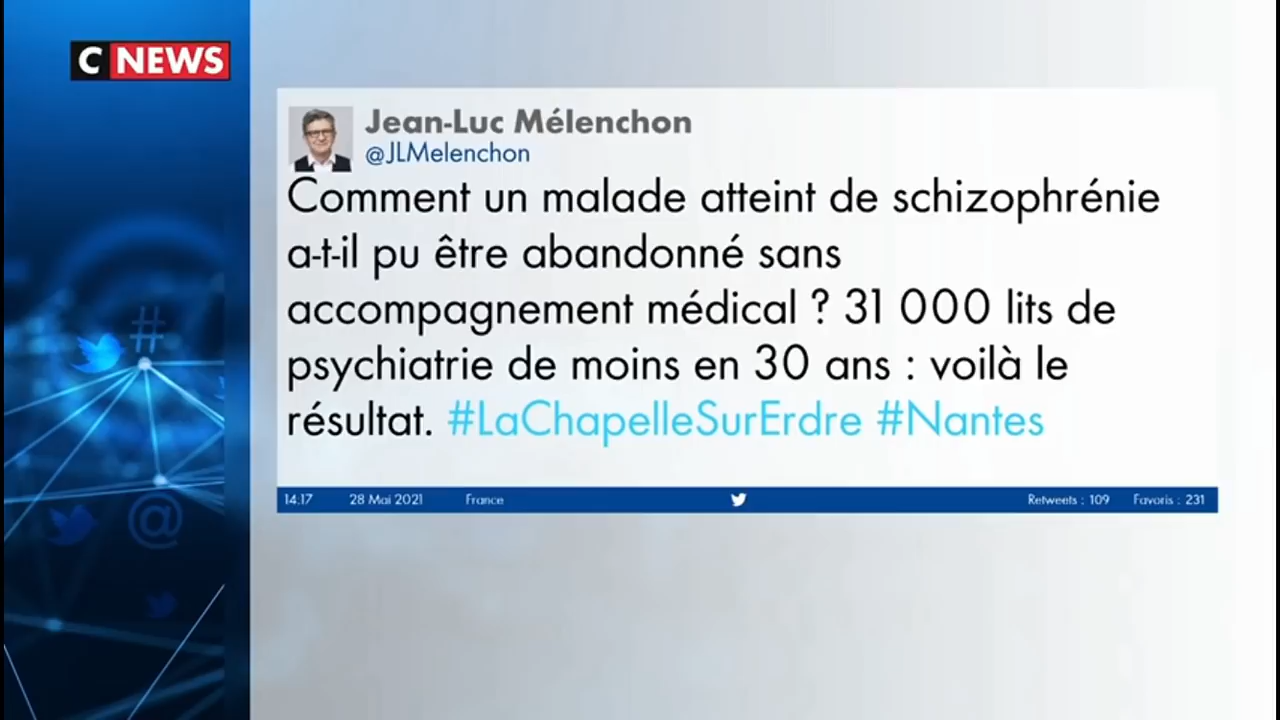 CNEWS
Jean-Luc Mélenchon
@JLMelenchon
Comment un malade atteint de schizophrénie
a-t-il pu être abandonné sans
accompagnement médical ? 31 000 lits de
psychiatrie de moins en 30 ans : voilà le
résultat. #LaChapelleSurErdre #Nantes
#
@
14.17 28 Mai 2021 France Retweets : 109 Favoris : 231